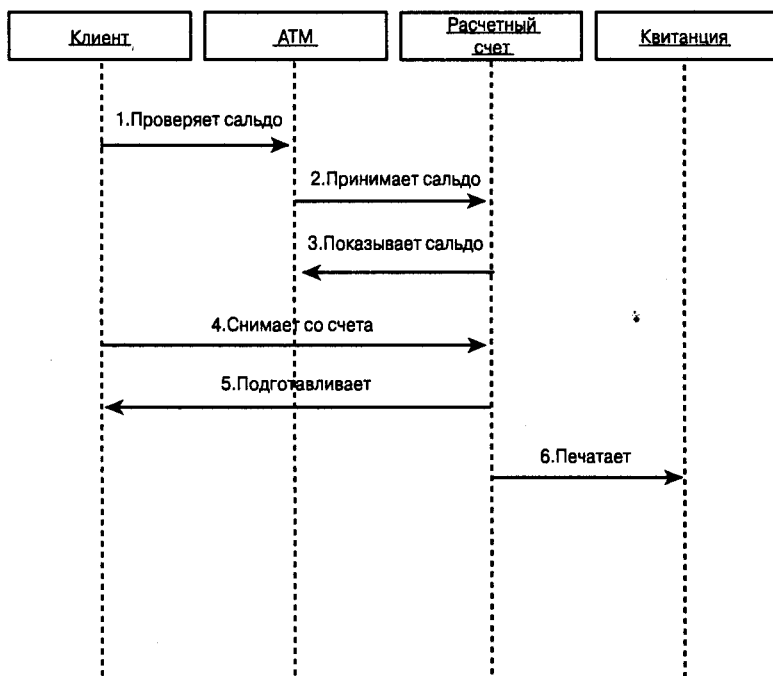 Клиент
ATM
Расчетный
счет
Квитанция
1.Проверяет сальдо
2.Принимает сальдо
3.Показывает сальдо
4.Снимает со счета
5.Подготавливает
6.Печатает